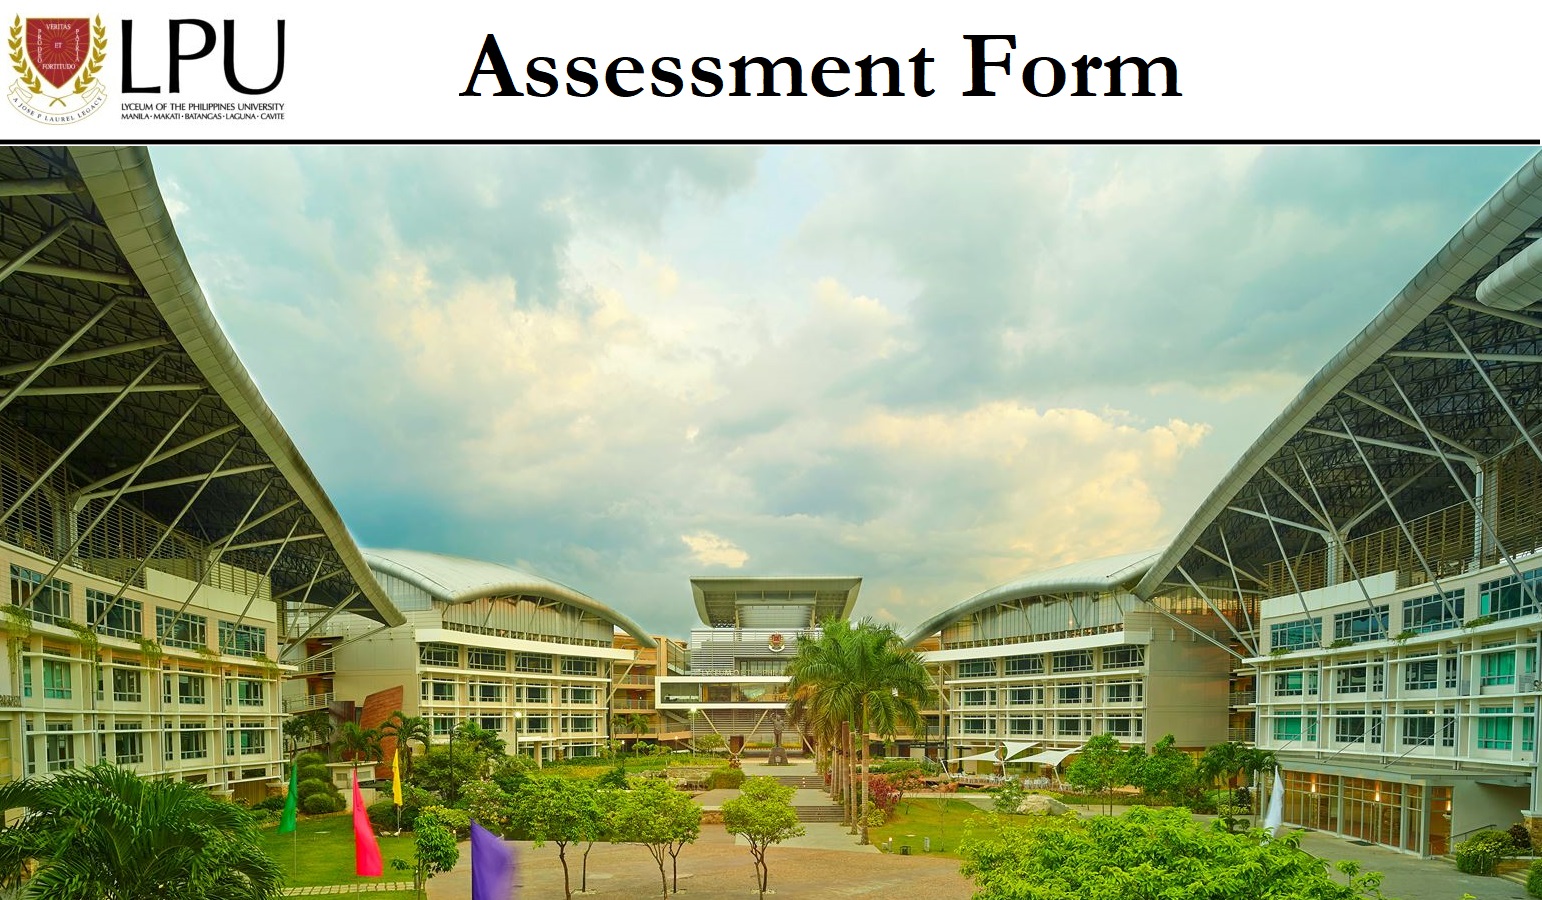 VERITAS
PRO DEO
ET
PATRIA
FORTITUDO
A JOSE P LAUREL LEGACY
LPU
LYCEUM OF THE PHILIPPINES UNIVERSITY
MANILA • MAKATI • BATANGAS • LAGUNA • CAVITE
Assessment Form